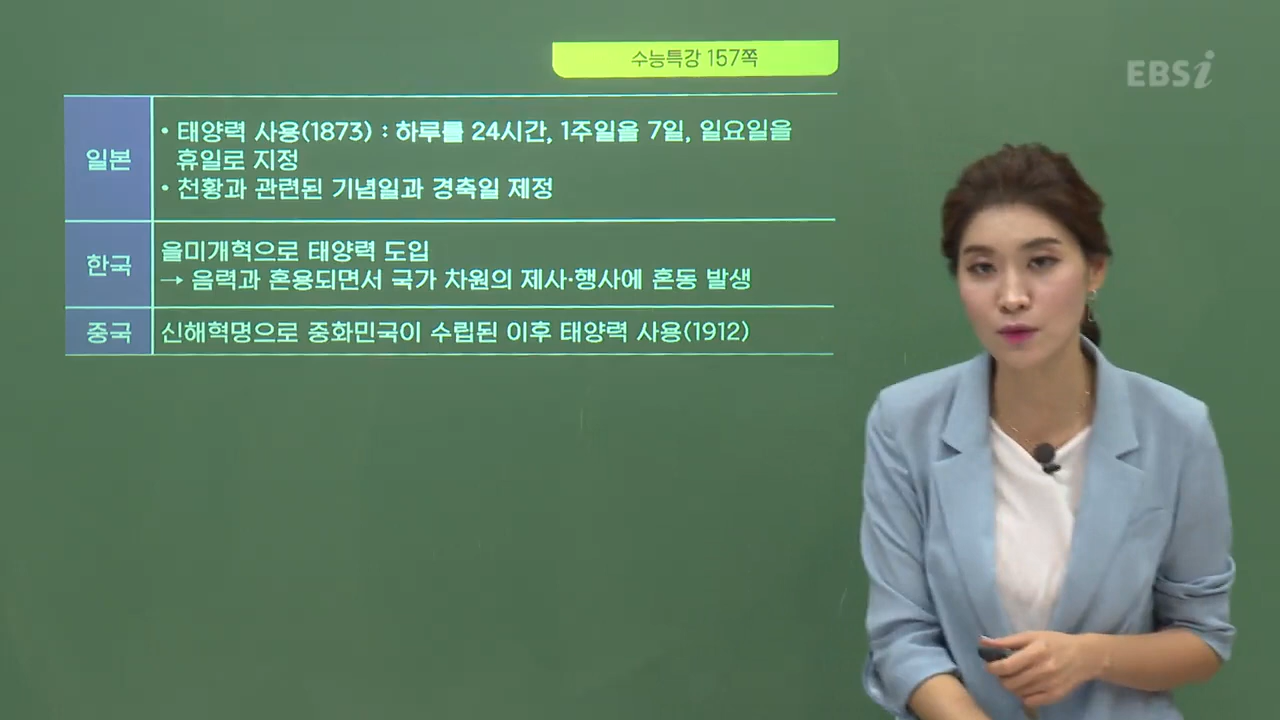 수능특강 157쪽
EBSi
일본
• 태양력 사용(1873) : 하루를 24시간, 1주일을 7일, 일요일을
휴일로 지정
• 천황과 관련된 기념일과 경축일 제정
한국
을미개혁으로 태양력 도입
→ 음력과 혼용되면서 국가 차원의 제사·행사에 혼동 발생
중국
신해혁명으로 중화민국이 수립된 이후 태양력 사용(1912)